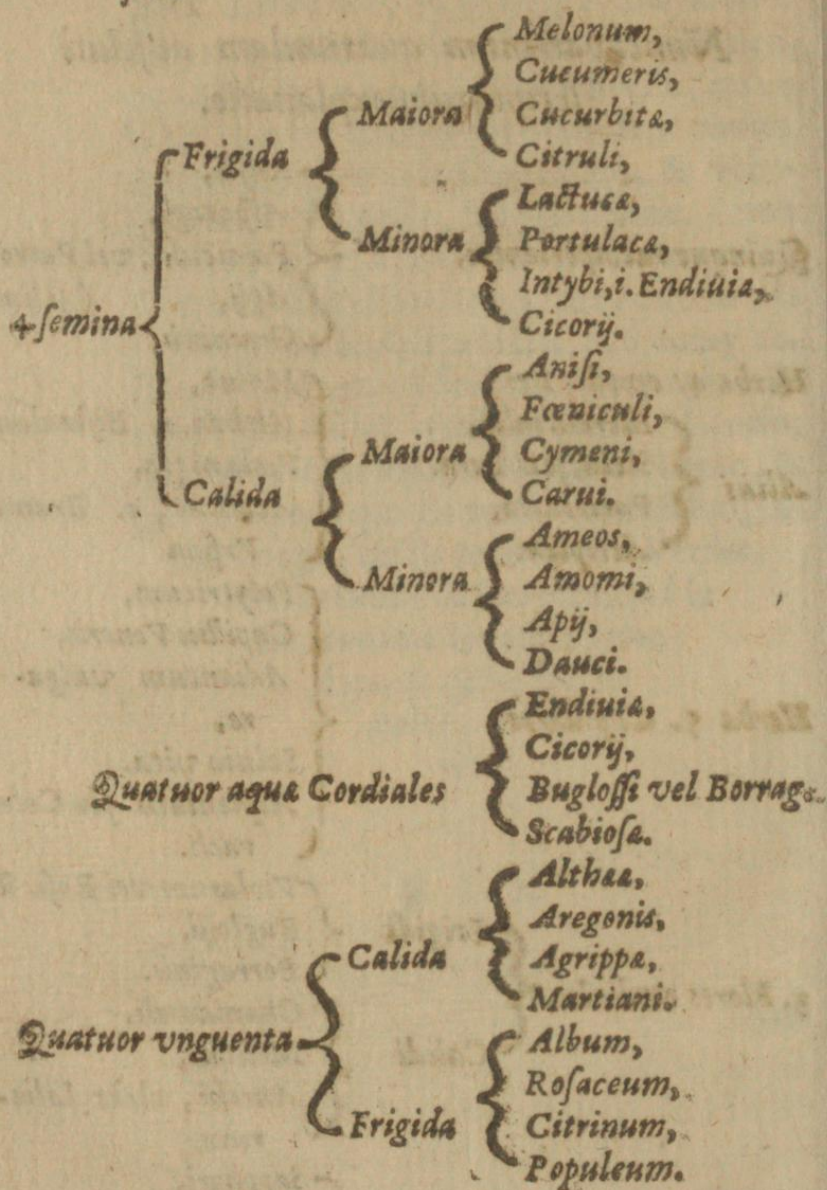 Melonum,
Cucumeris,
Maiora
Cucurbitæ,
Frigida
Citruli,
Lactucæ,
Minora
Portulacæ,
Intybi, i. Endiuiæ,
4 ſemina
Cicorij.
Aniſi,
Fœniculi,
Maiora
Cymeni,
Calida
Carui.
Ameos,
Minora
Amomi,
Apij,
Dauci.
Endiuiæ,
Cicorij,
Quatuor aquæ Cordiales
Bugloſſi vel Borrag.
Scabioſæ.
Althææ,
Aregonis,
Calida
Agrippæ,
Martiani.
Quatuor vnguenta
Album,
Roſaceum,
Frigida
Citrinum,
Populeum.